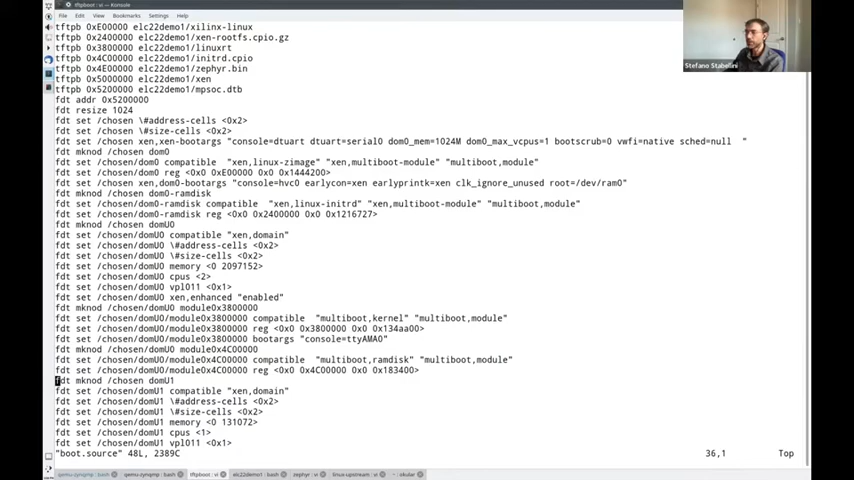 tftpboot : vi — Konsole
File Edit View Bookmarks Settings Help
tftpb 0xE00000 elc22demo1/xilinx-linux
tftpb 0x2400000 elc22demo1/xen-rootfs.cpio.gz
tftpb 0x3800000 elc22demo1/linuxrt
tftpb 0x4C00000 elc22demo1/initrd.cpio
tftpb 0x4E00000 elc22demo1/zephyr.bin
tftpb 0x5000000 elc22demo1/xen
tftpb 0x5200000 elc22demo1/mpsoc.dtb
fdt addr 0x5200000
fdt resize 1024
fdt set /chosen \#address-cells <0x2>
fdt set /chosen \#size-cells <0x2>
fdt set /chosen xen,xen-bootargs "console=dtuart dtuart=serial0 dom0_mem=1024M dom0_max_vcpus=1 bootscrub=0 vwfi=native sched=null "
fdt mknod /chosen dom0
fdt set /chosen/dom0 compatible "xen,linux-zimage" "xen,multiboot-module" "multiboot,module"
fdt set /chosen/dom0 reg <0x0 0xE00000 0x0 0x1444200>
fdt set /chosen xen,dom0-bootargs "console=hvc0 earlycon=xen earlyprintk=xen clk_ignore_unused root=/dev/ram0"
fdt mknod /chosen dom0-ramdisk
fdt set /chosen/dom0-ramdisk compatible "xen,linux-initrd" "xen,multiboot-module" "multiboot,module"
fdt set /chosen/dom0-ramdisk reg <0x0 0x2400000 0x0 0x1216727>
fdt mknod /chosen domU0
fdt set /chosen/domU0 compatible "xen,domain"
fdt set /chosen/domU0 \#address-cells <0x2>
fdt set /chosen/domU0 \#size-cells <0x2>
fdt set /chosen/domU0 memory <0 2097152>
fdt set /chosen/domU0 cpus <2>
fdt set /chosen/domU0 vpl011 <0x1>
fdt set /chosen/domU0 xen,enhanced "enabled"
fdt mknod /chosen/domU0 module0x3800000
fdt set /chosen/domU0/module0x3800000 compatible "multiboot,kernel" "multiboot,module"
fdt set /chosen/domU0/module0x3800000 reg <0x0 0x3800000 0x0 0x134aa00>
fdt set /chosen/domU0/module0x3800000 bootargs "console=ttyAMA0"
fdt mknod /chosen/domU0 module0x4C00000
fdt set /chosen/domU0/module0x4C00000 compatible "multiboot,ramdisk" "multiboot,module"
fdt set /chosen/domU0/module0x4C00000 reg <0x0 0x4C00000 0x0 0x183400>
fdt mknod /chosen domU1
fdt set /chosen/domU1 compatible "xen,domain"
fdt set /chosen/domU1 \#address-cells <0x2>
fdt set /chosen/domU1 \#size-cells <0x2>
fdt set /chosen/domU1 memory <0 131072>
fdt set /chosen/domU1 cpus <1>
fdt set /chosen/domU1 vpl011 <0x1>
"boot.source" 48L, 2389C 36,1 Top
qemu-zynqmp : bash qemu-zynqmp : bash tftpboot : vi elc22demo1 : bash zephyr : vi linux.upstream : vi ~ : okular
Stefano Stabellini